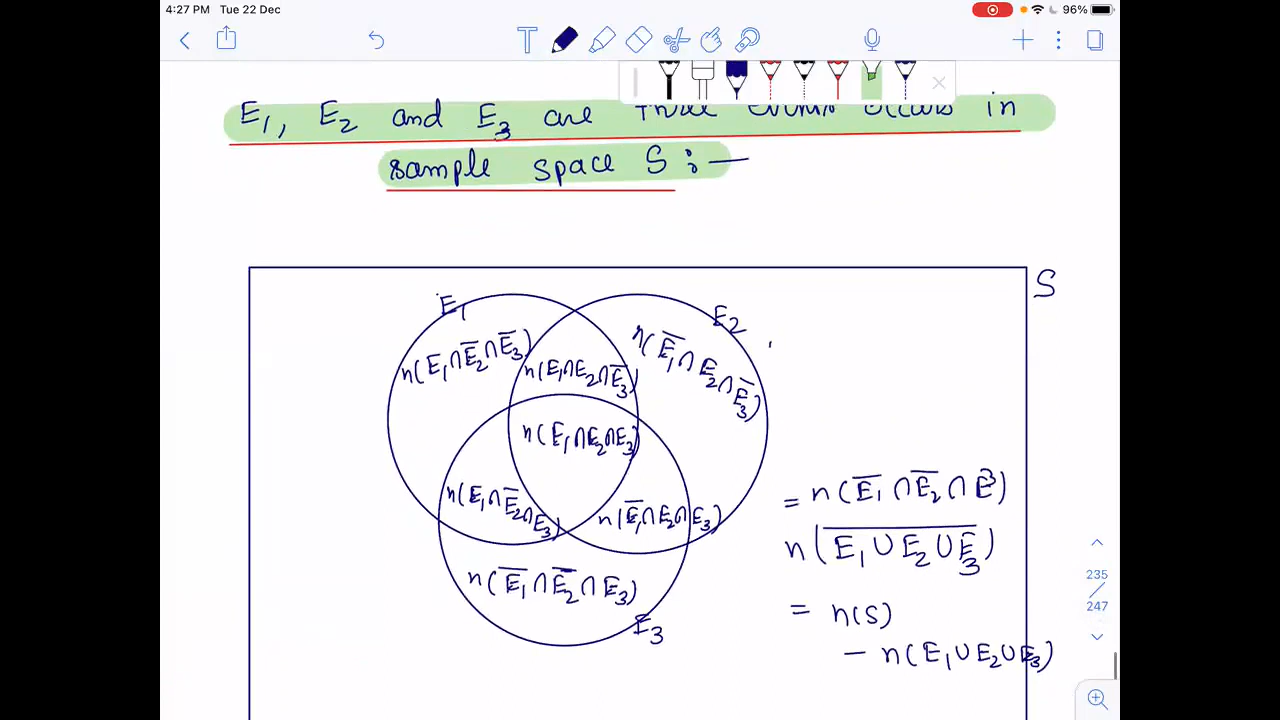 4:27 PM Tue 22 Dec
96%
E₁, E₂ and E₃ are three events occurs in
sample space S :—
S
E₁
E₂
n(E₁∩E̅₂∩E̅₃)
n(E̅₁∩E₂∩E̅₃)
n(E₁∩E₂∩E̅₃)
n(E₁∩E₂∩E₃)
n(E₁∩E̅₂∩E₃)
n(E̅₁∩E₂∩E₃)
n(E̅₁∩E̅₂∩E₃)
E₃
= n(E̅₁∩E̅₂∩E³)
n(\overline{E₁∪E₂∪E₃})
= n(S)
– n(E₁∪E₂∪E₃)
235
247